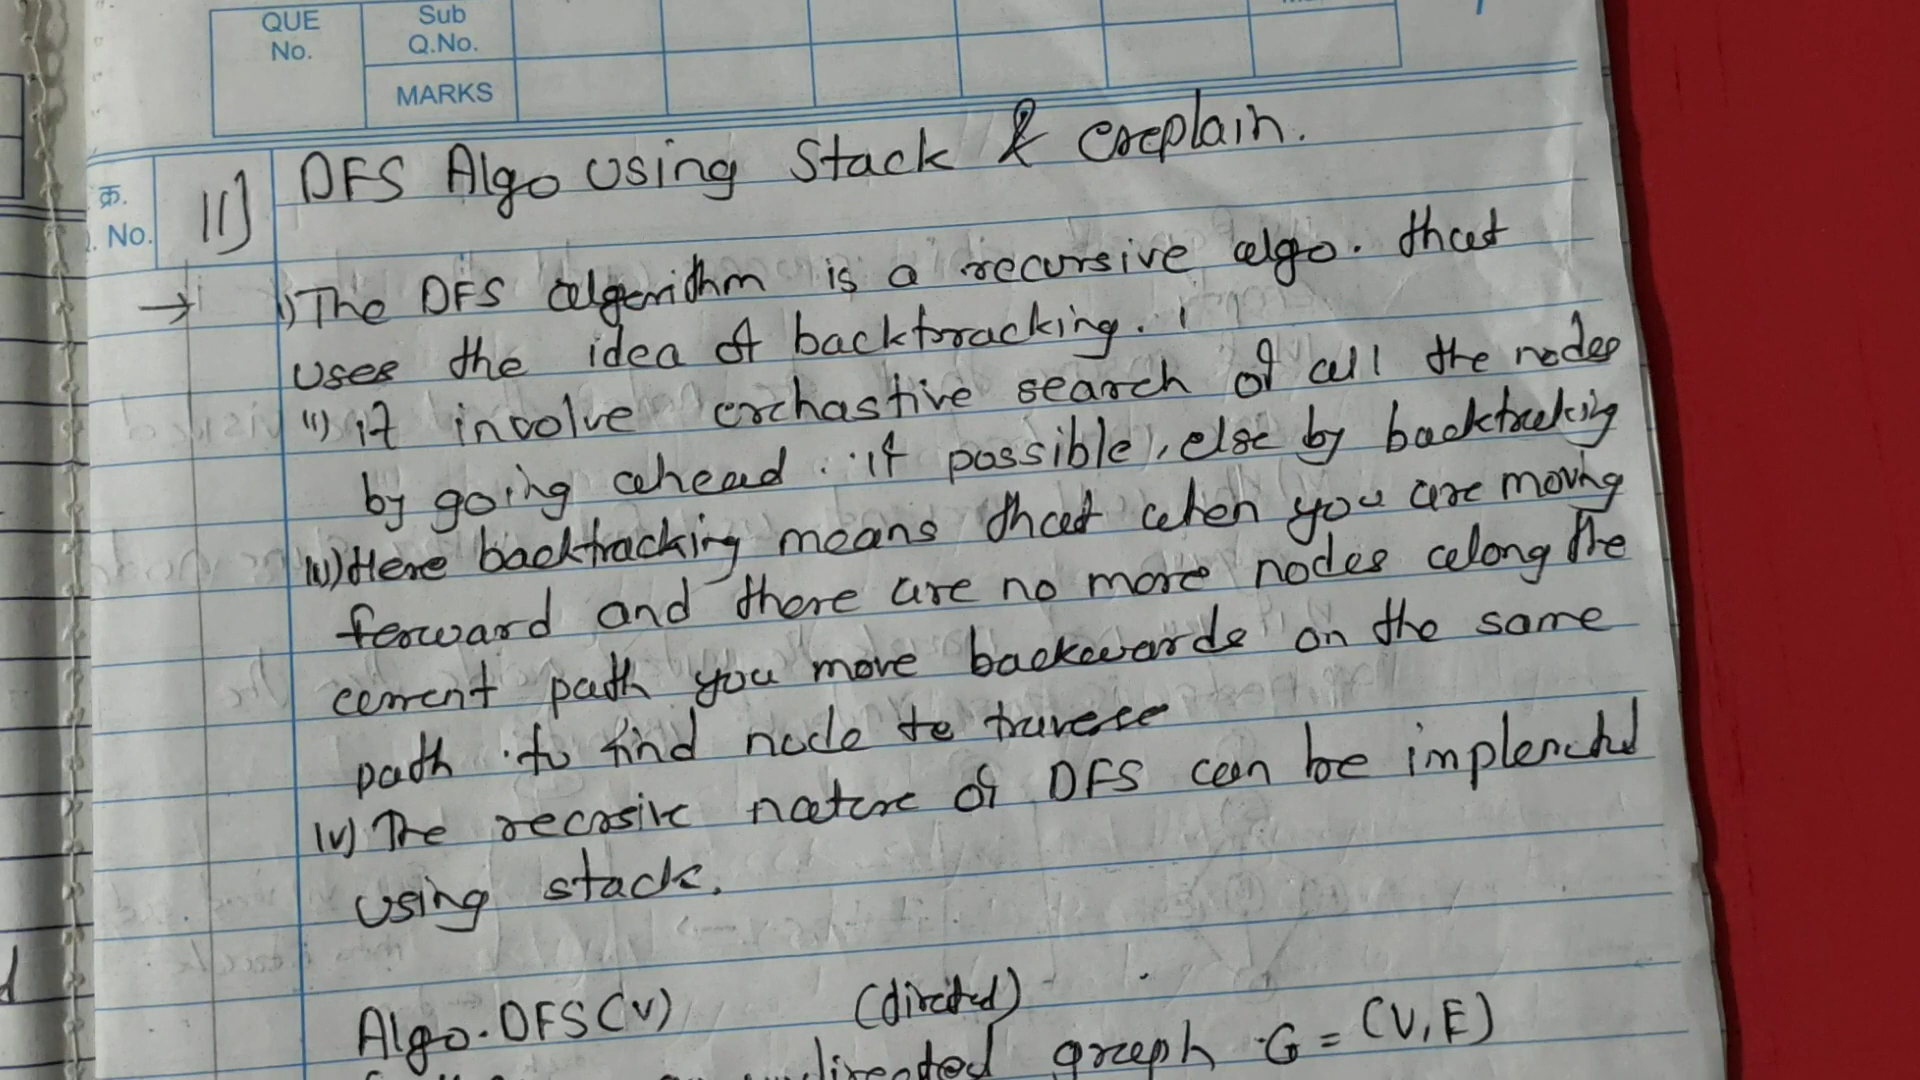 QUE No.
Sub Q.No.
MARKS
क्र.
No.
11] DFS Algo using Stack & explain.
→ i) The DFS algorithm is a recursive algo. that
uses the idea of backtracking.
ii) it involve exchastive search of all the nodes
by going ahead if possible, else by backtracking
iii) Here backtracking means that when you are moving
forward and there are no more nodes along the
current path you move backwards on the same
path to find node to traverse
iv) The recursive nature of DFS can be
using stack.
Algo. DFS(V) (directed)
undirected graph G = (V, E)